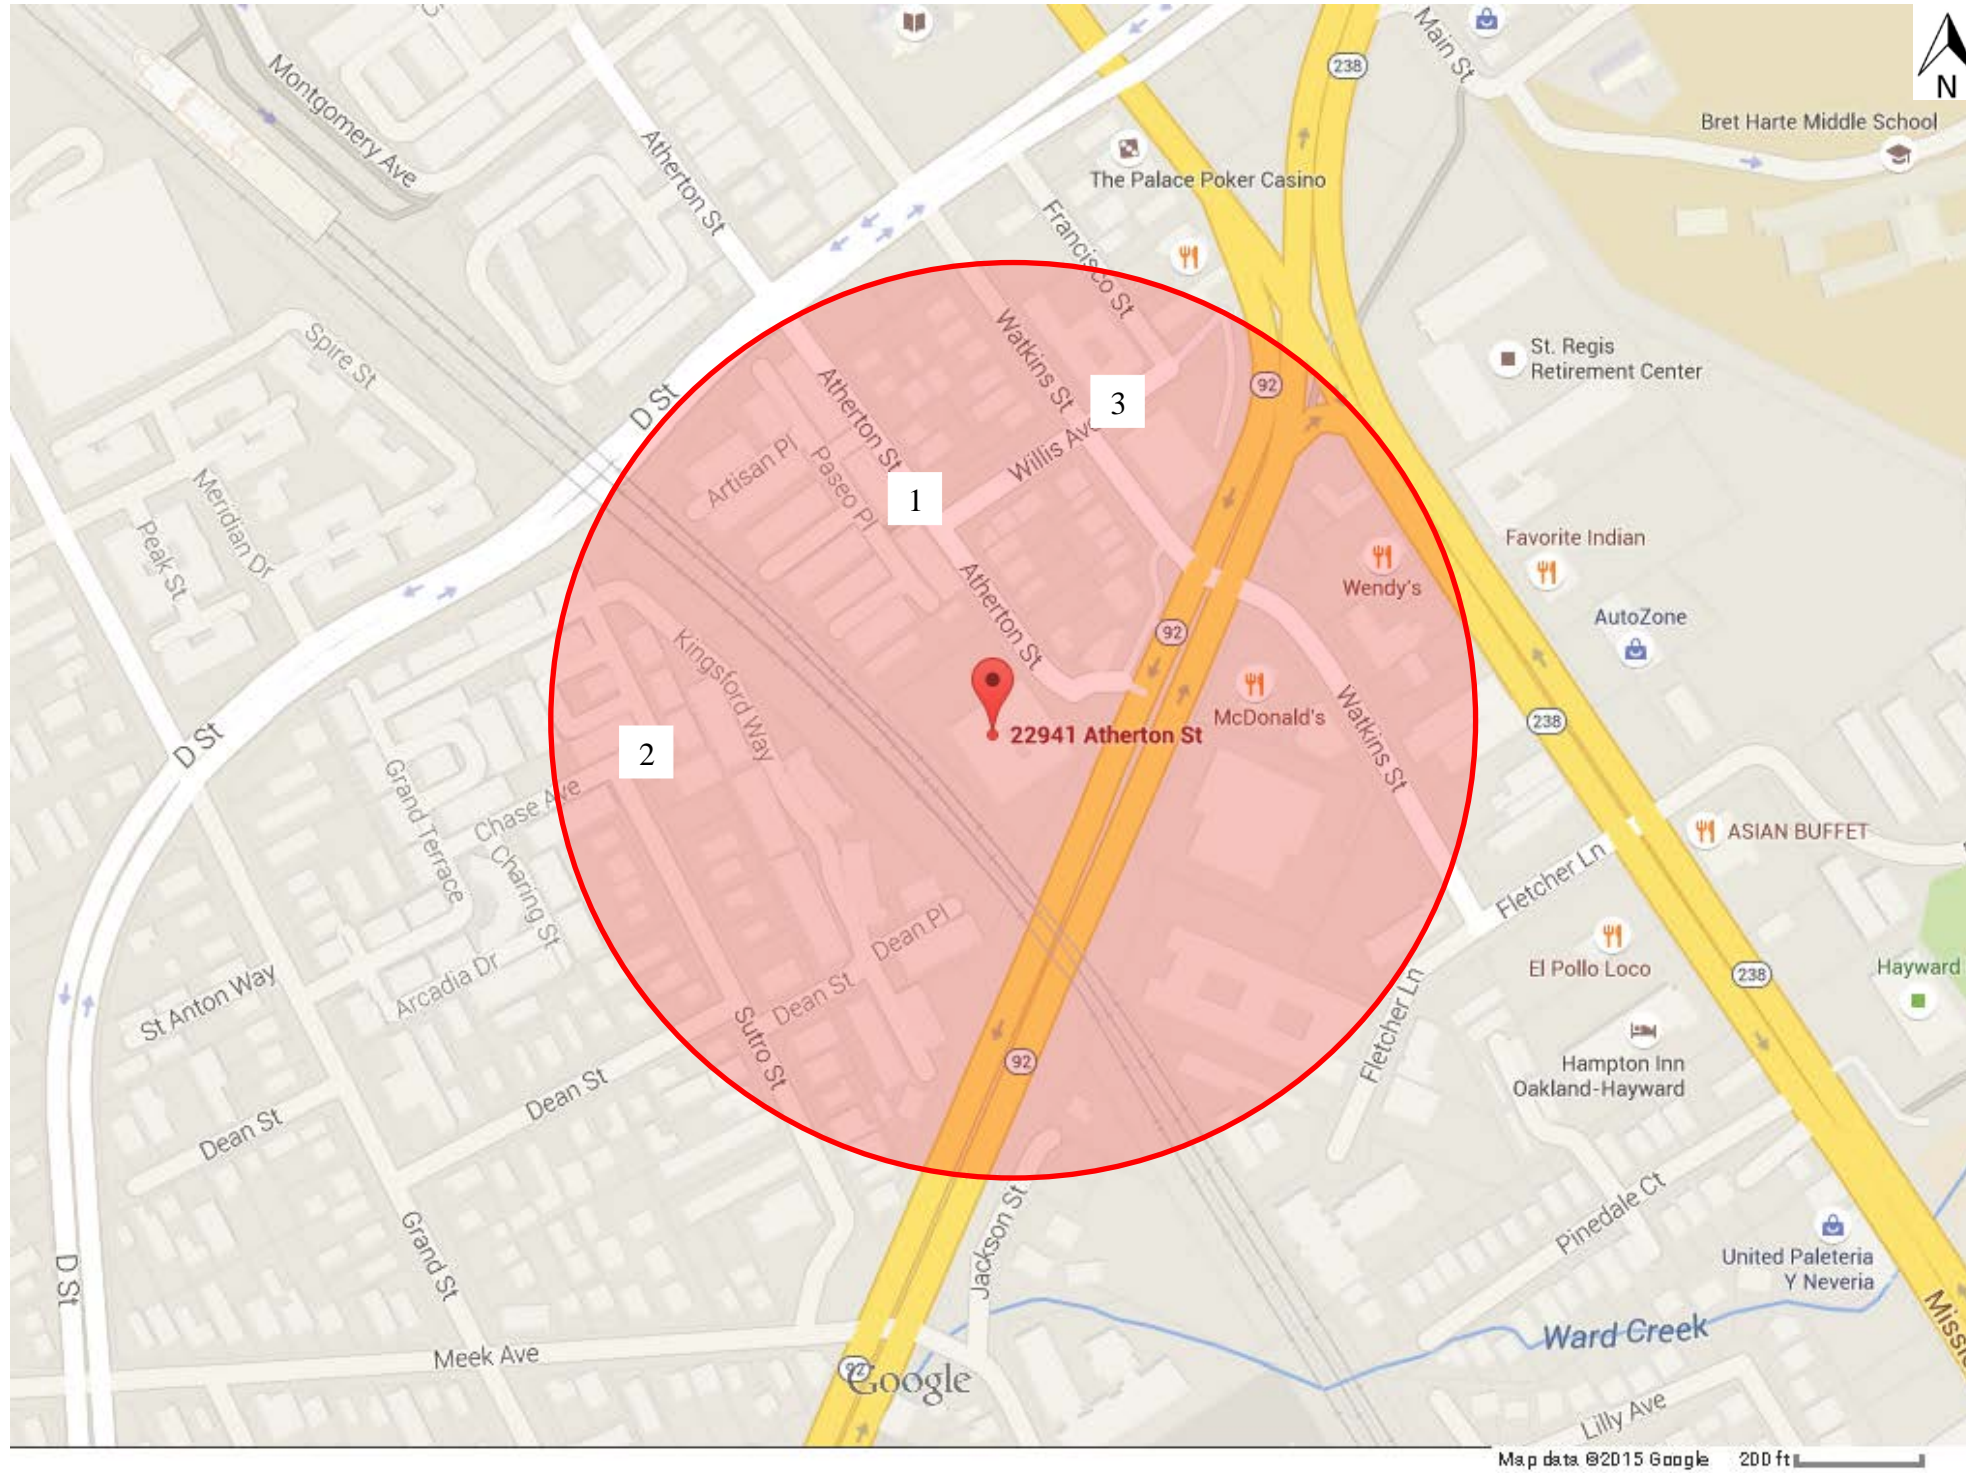 Montgomery Ave
Main St
238
N
Bret Harte Middle School
Atherton St
The Palace Poker Casino
Francisco St
Spire St
Watkins St
St. Regis
Retirement Center
D St
Atherton St
92
3
Artisan Pl
Paseo Pl
Willis Ave
1
Meridian Dr
Peak St
Favorite Indian
Wendy's
Atherton St
AutoZone
92
Kingsford Way
McDonald's
Watkins St
22941 Atherton St
238
D St
2
Grand Terrace
Chase Ave
Charing St
ASIAN BUFFET
Fletcher Ln
Dean Pl
El Pollo Loco
Hayward
238
St Anton Way
Arcadia Dr
Dean St
Fletcher Ln
Sutro St
92
Hampton Inn
Oakland-Hayward
Dean St
Dean St
Grand St
Jackson St
Pinedale Ct
D St
United Paleteria
Y Neveria
Ward Creek
Meek Ave
92
Google
Lilly Ave
Map data ©2015 Google
200 ft